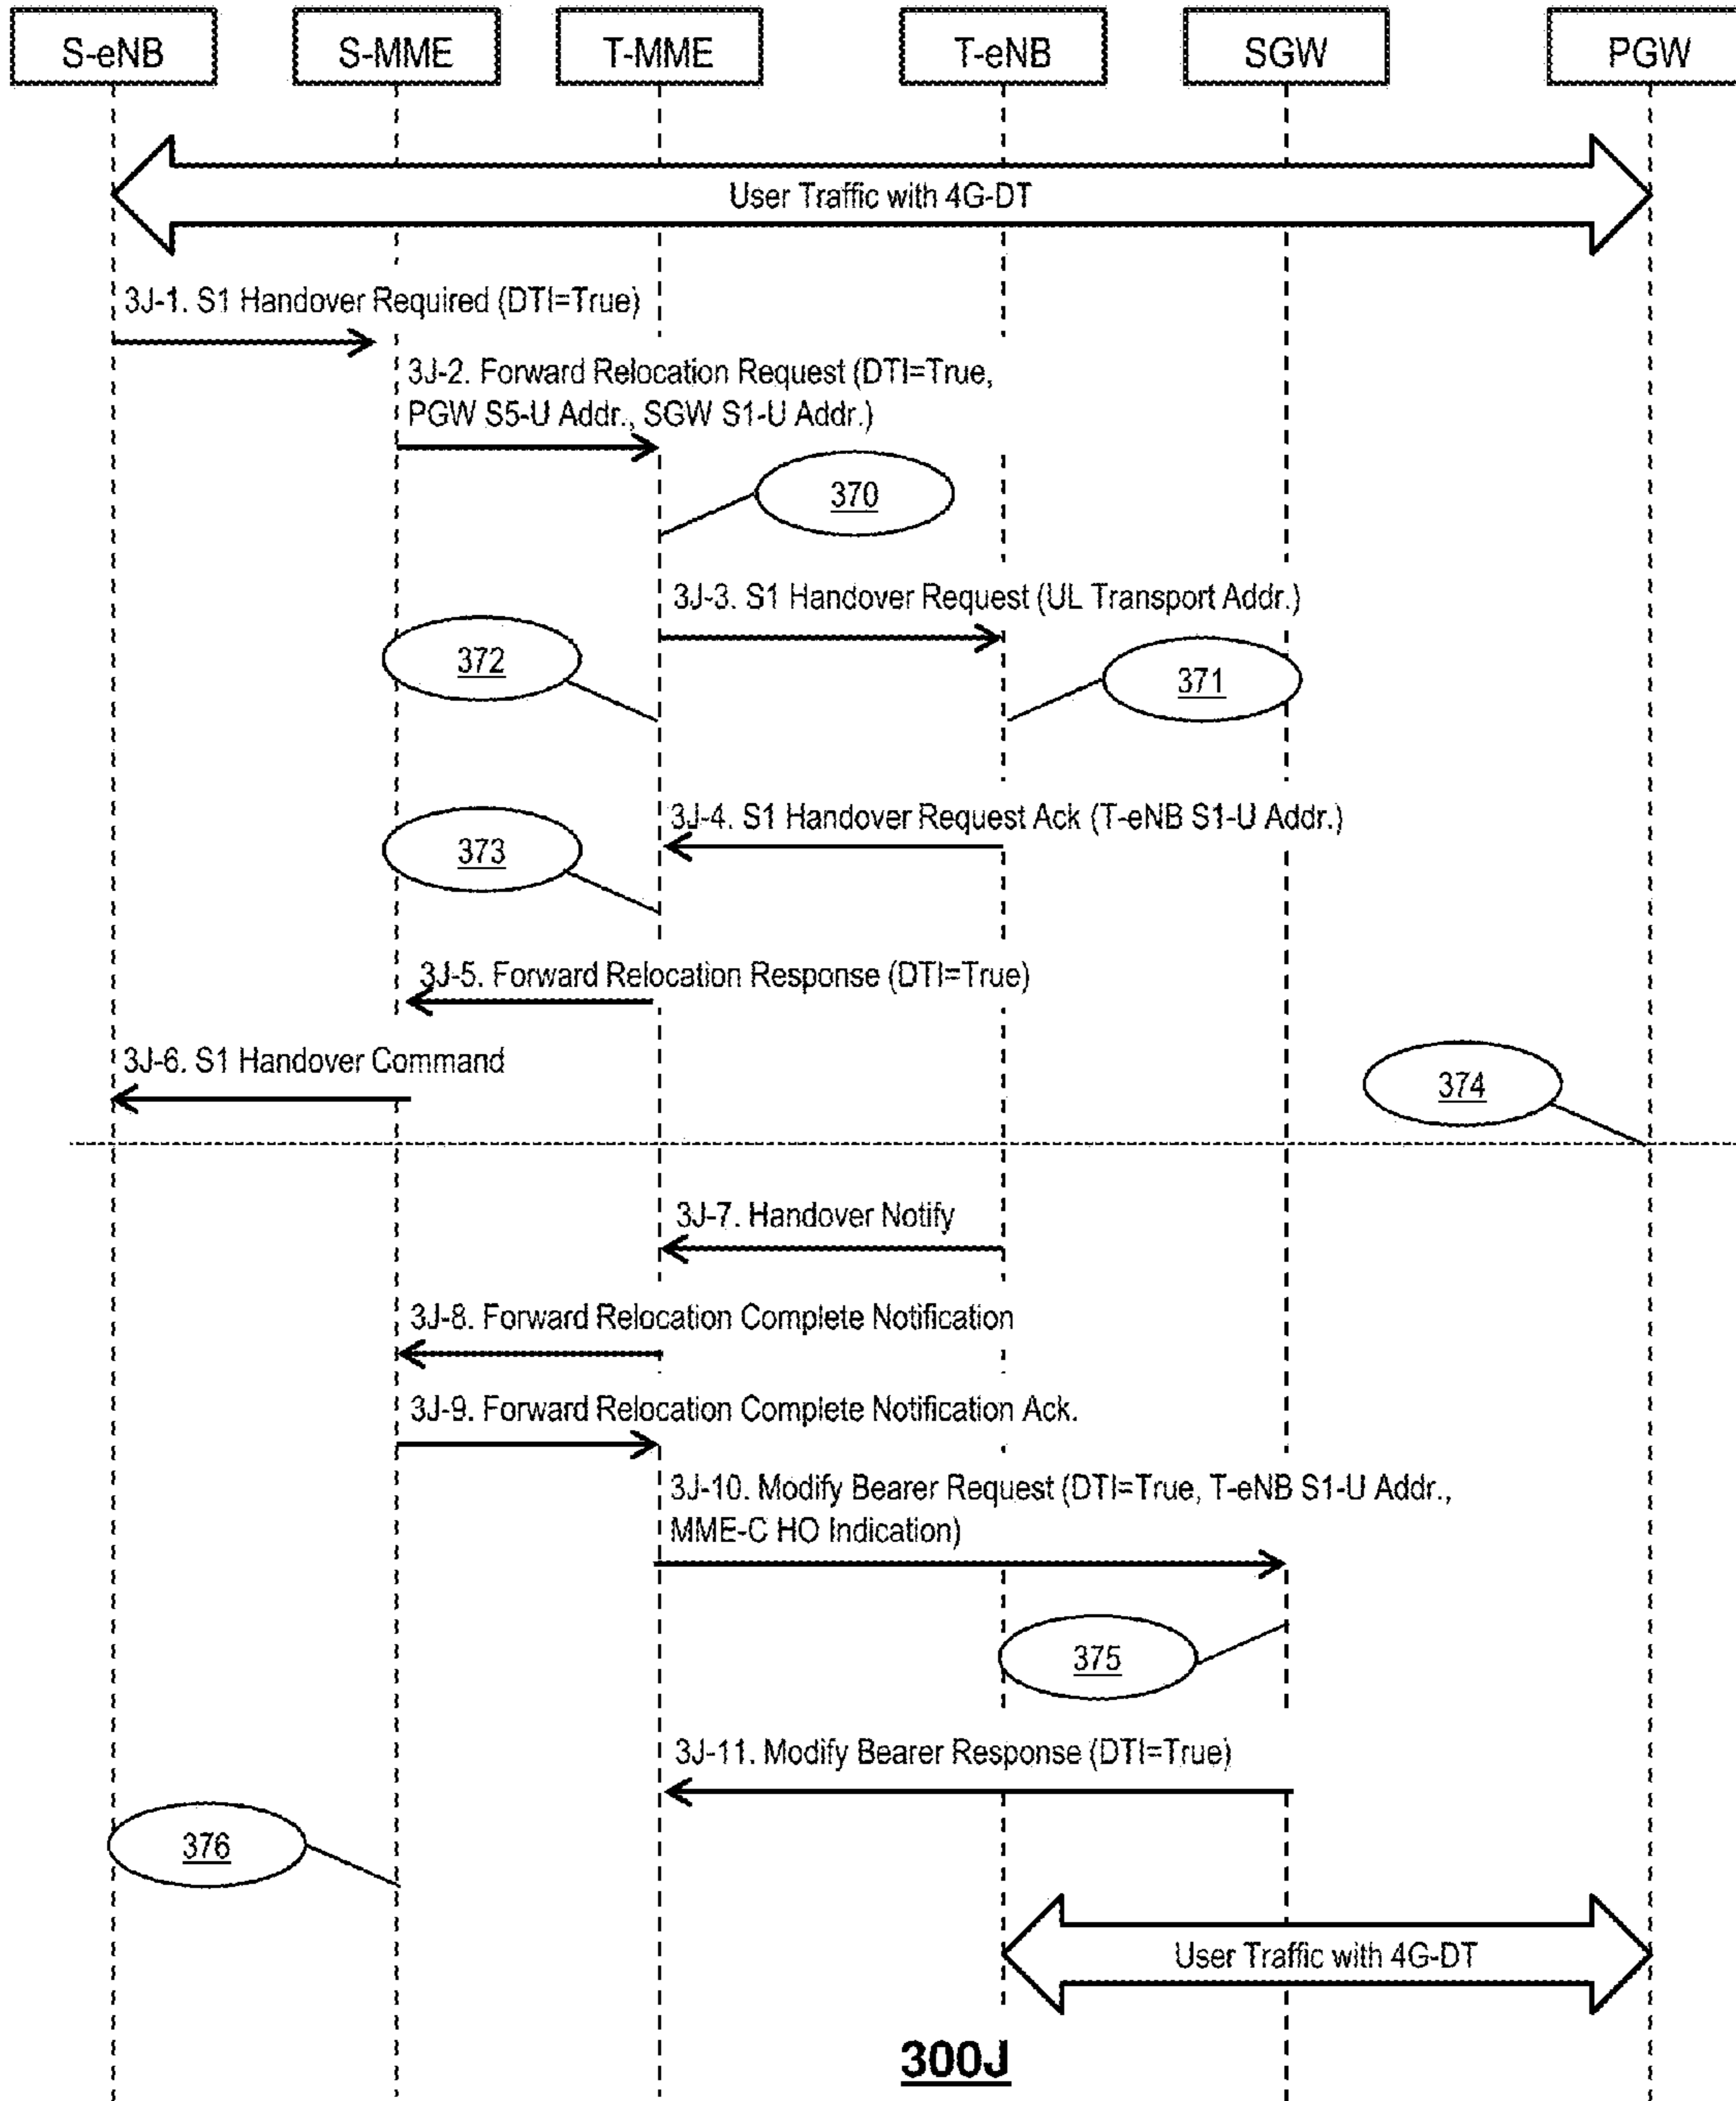 S-eNB
S-MME
T-MME
T-eNB
SGW
PGW
User Traffic with 4G-DT
3J-1. S1 Handover Required (DTI=True)
3J-2. Forward Relocation Request (DTI=True,
PGW S5-U Addr., SGW S1-U Addr.)
370
3J-3. S1 Handover Request (UL Transport Addr.)
372
371
3J-4. S1 Handover Request Ack (T-eNB S1-U Addr.)
373
3J-5. Forward Relocation Response (DTI=True)
3J-6. S1 Handover Command
374
3J-7. Handover Notify
3J-8. Forward Relocation Complete Notification
3J-9. Forward Relocation Complete Notification Ack.
3J-10. Modify Bearer Request (DTI=True, T-eNB S1-U Addr.,
MME-C HO Indication)
375
3J-11. Modify Bearer Response (DTI=True)
376
User Traffic with 4G-DT
300J